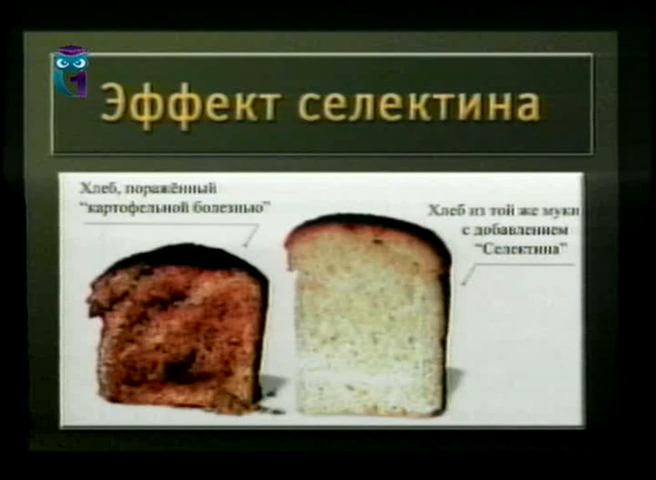 Эффект селектина
Хлеб, поражённый
"картофельной болезнью"
Хлеб из той же муки
с добавлением
"Селектина"